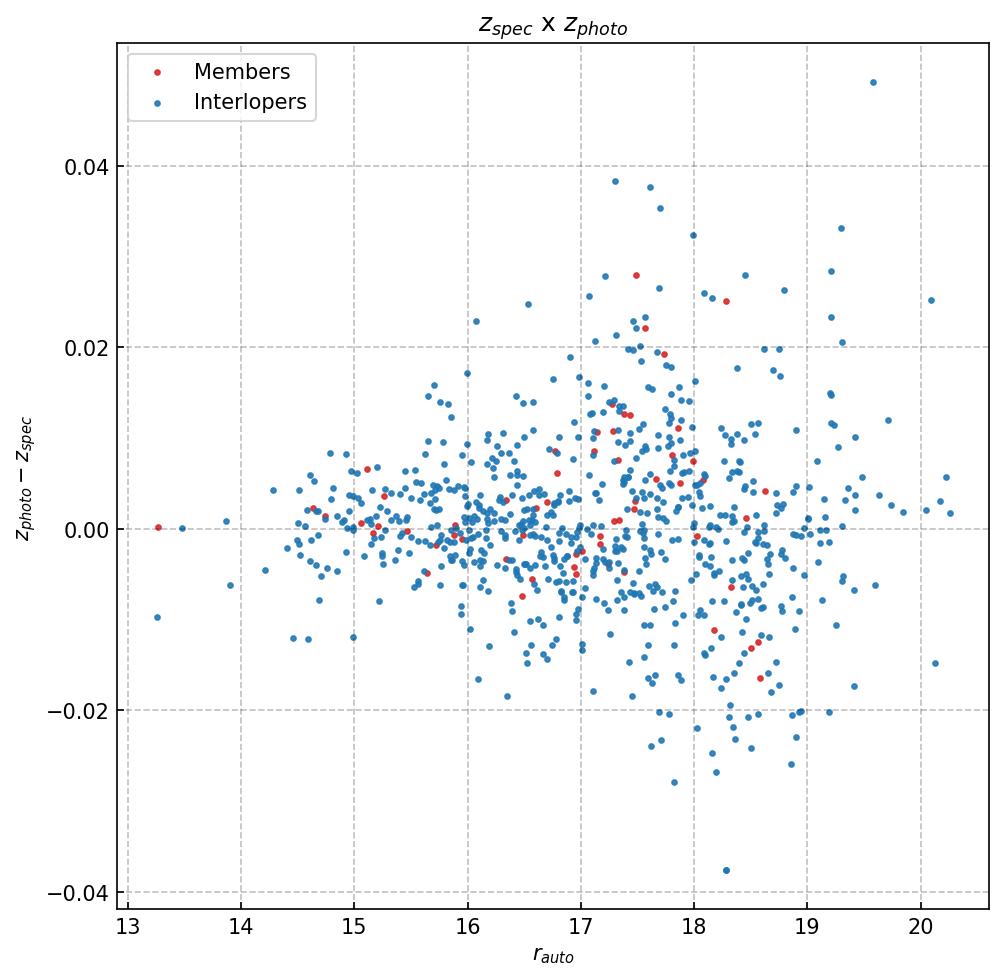 z_spec x z_photo
Members
Interlopers
0.04
0.02
0.00
−0.02
−0.04
z_photo − z_spec
13 14 15 16 17 18 19 20
r_auto